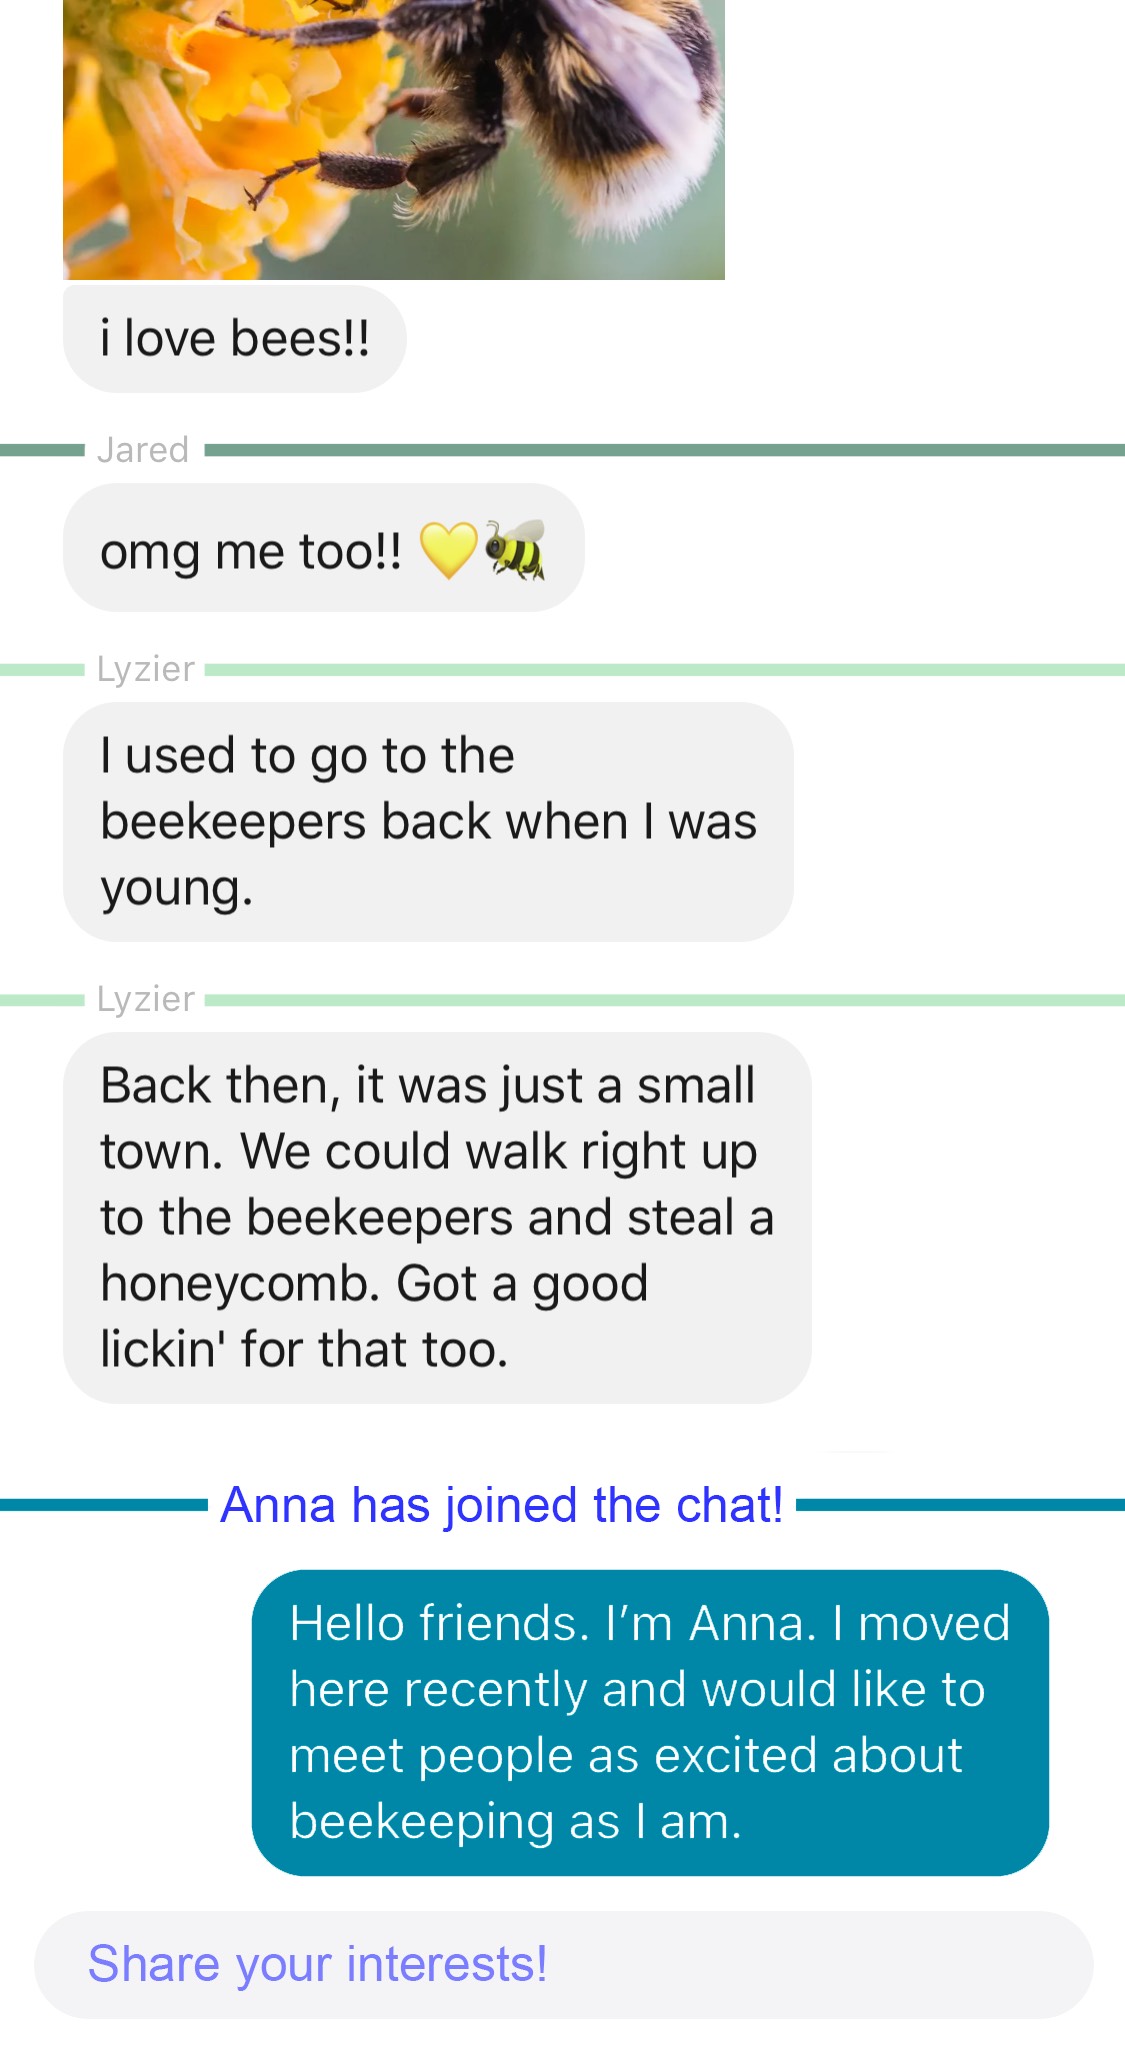 i love bees!!
Jared
omg me too!! 💛🐝
Lyzier
I used to go to the
beekeepers back when I was
young.
Lyzier
Back then, it was just a small
town. We could walk right up
to the beekeepers and steal a
honeycomb. Got a good
lickin' for that too.
Anna has joined the chat!
Hello friends. I’m Anna. I moved
here recently and would like to
meet people as excited about
beekeeping as I am.
Share your interests!